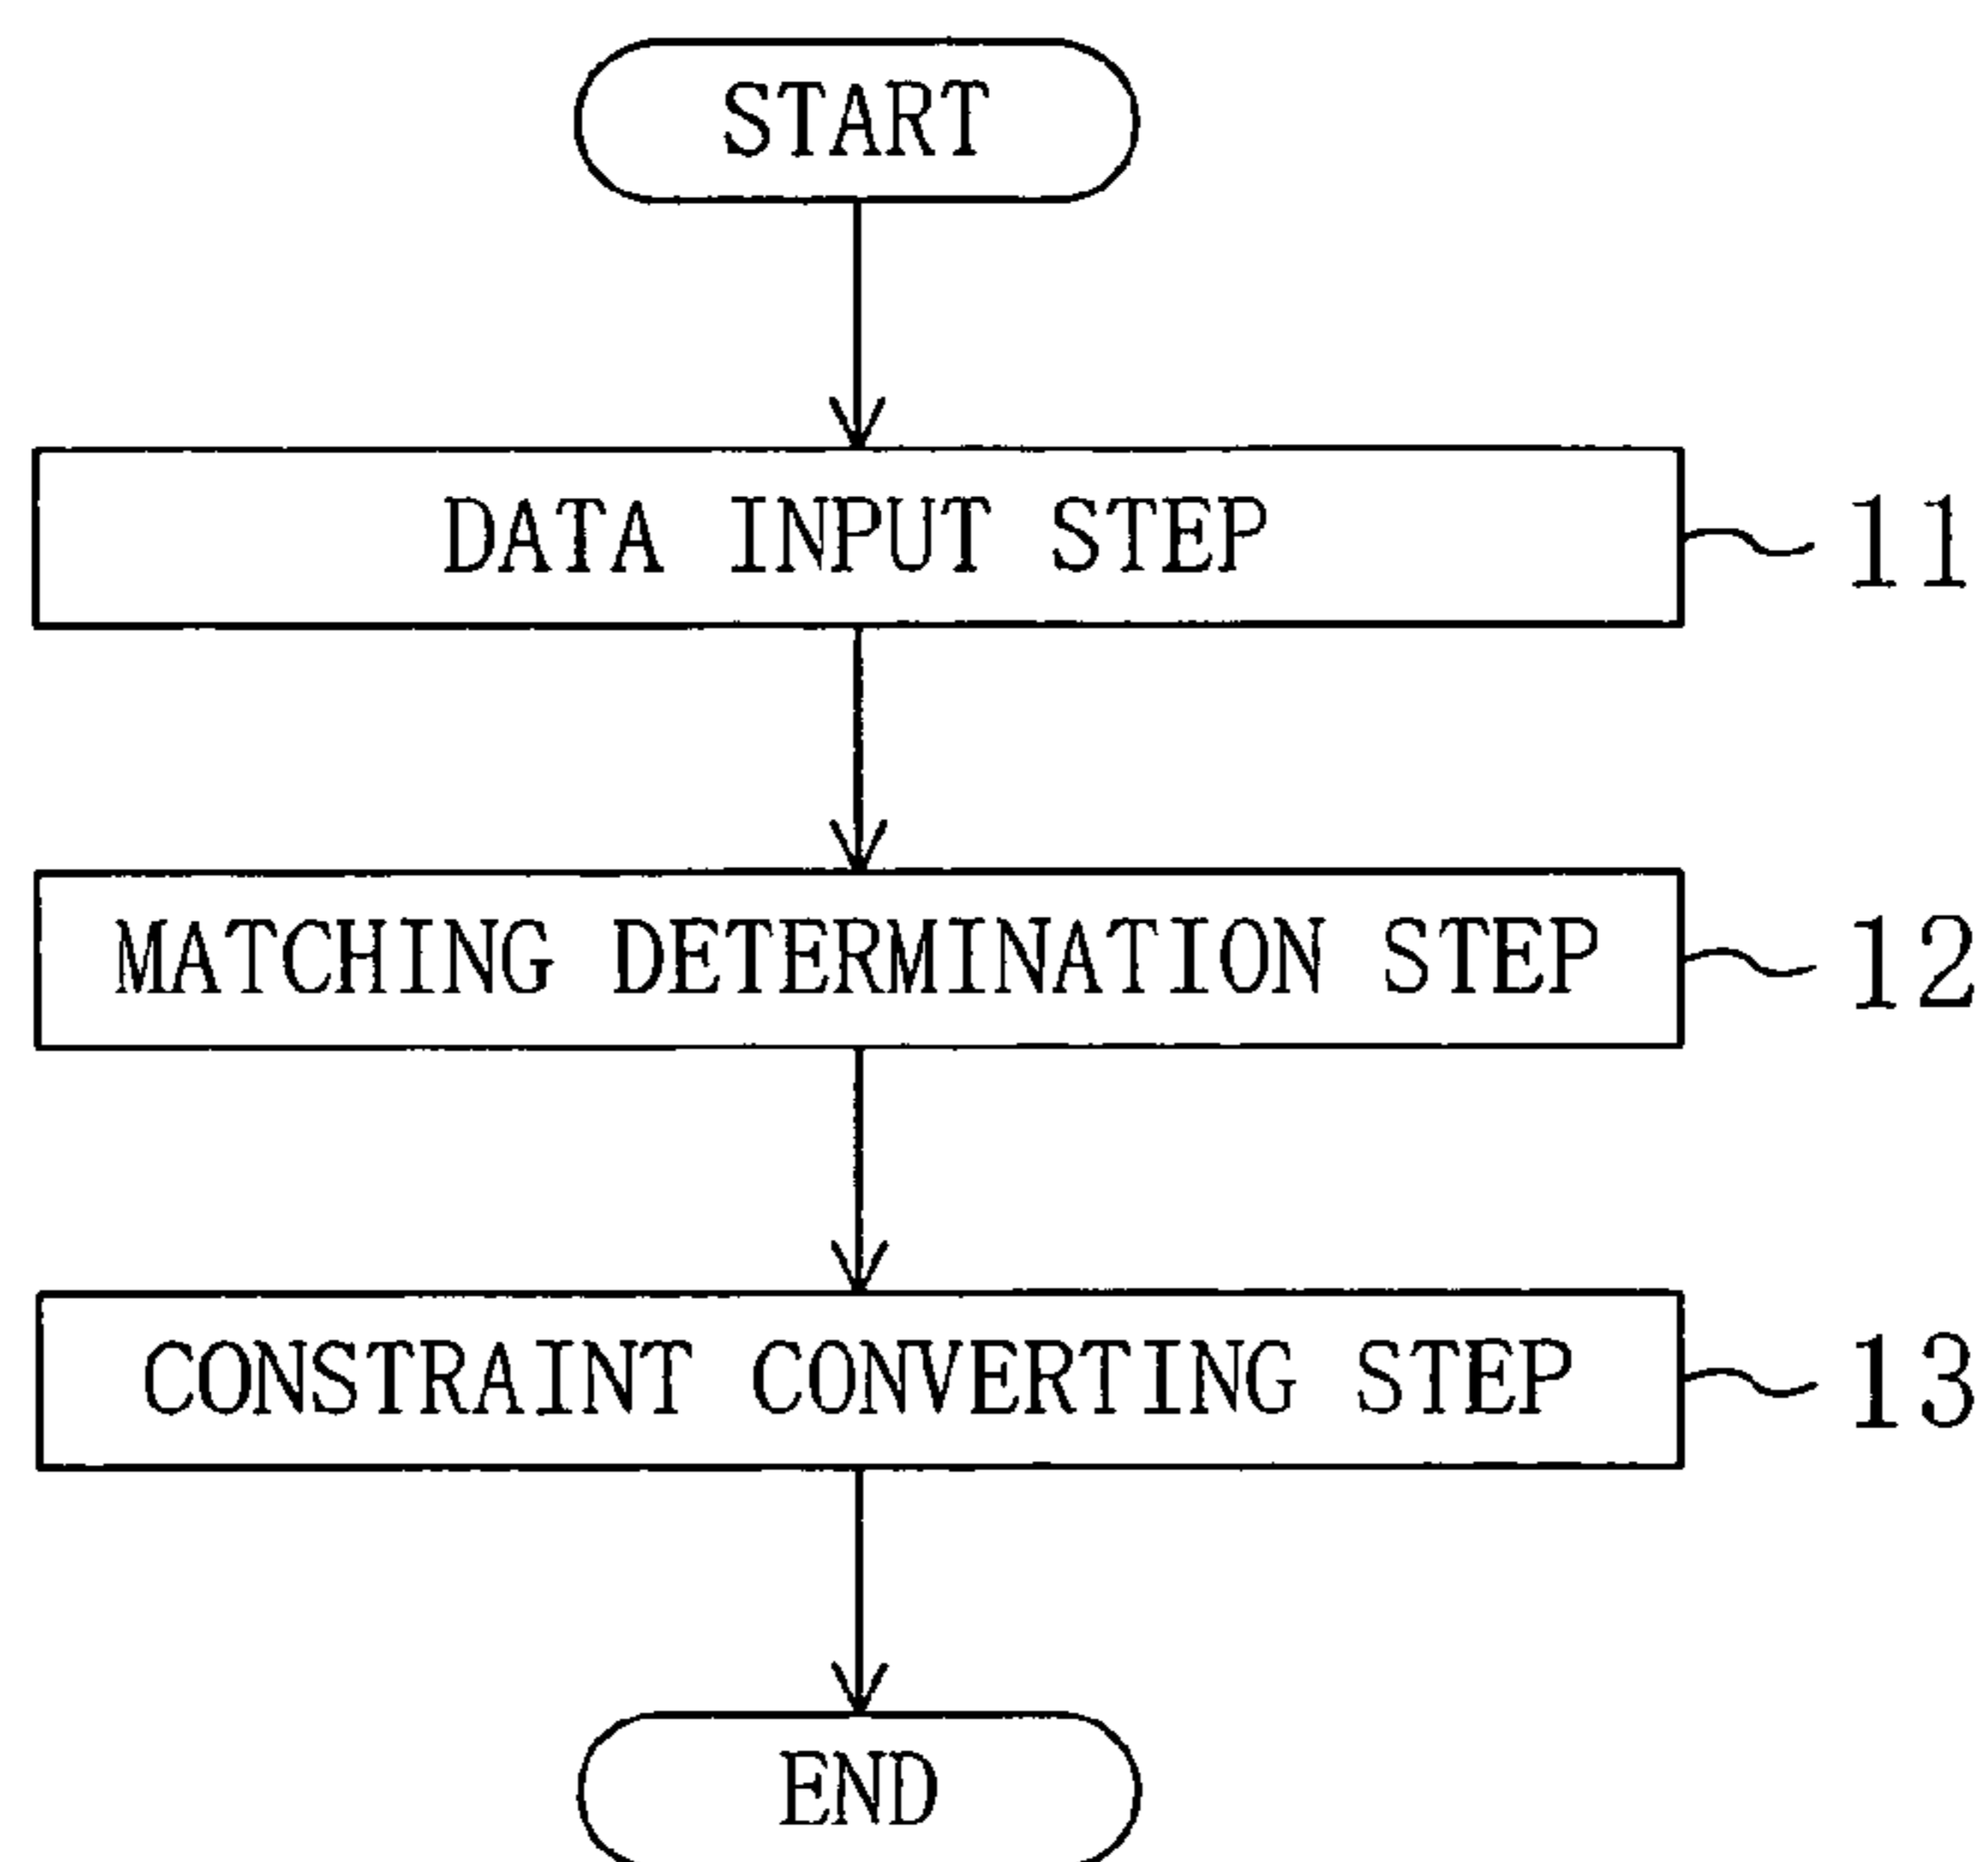 START
DATA INPUT STEP
11
MATCHING DETERMINATION STEP
12
CONSTRAINT CONVERTING STEP
13
END